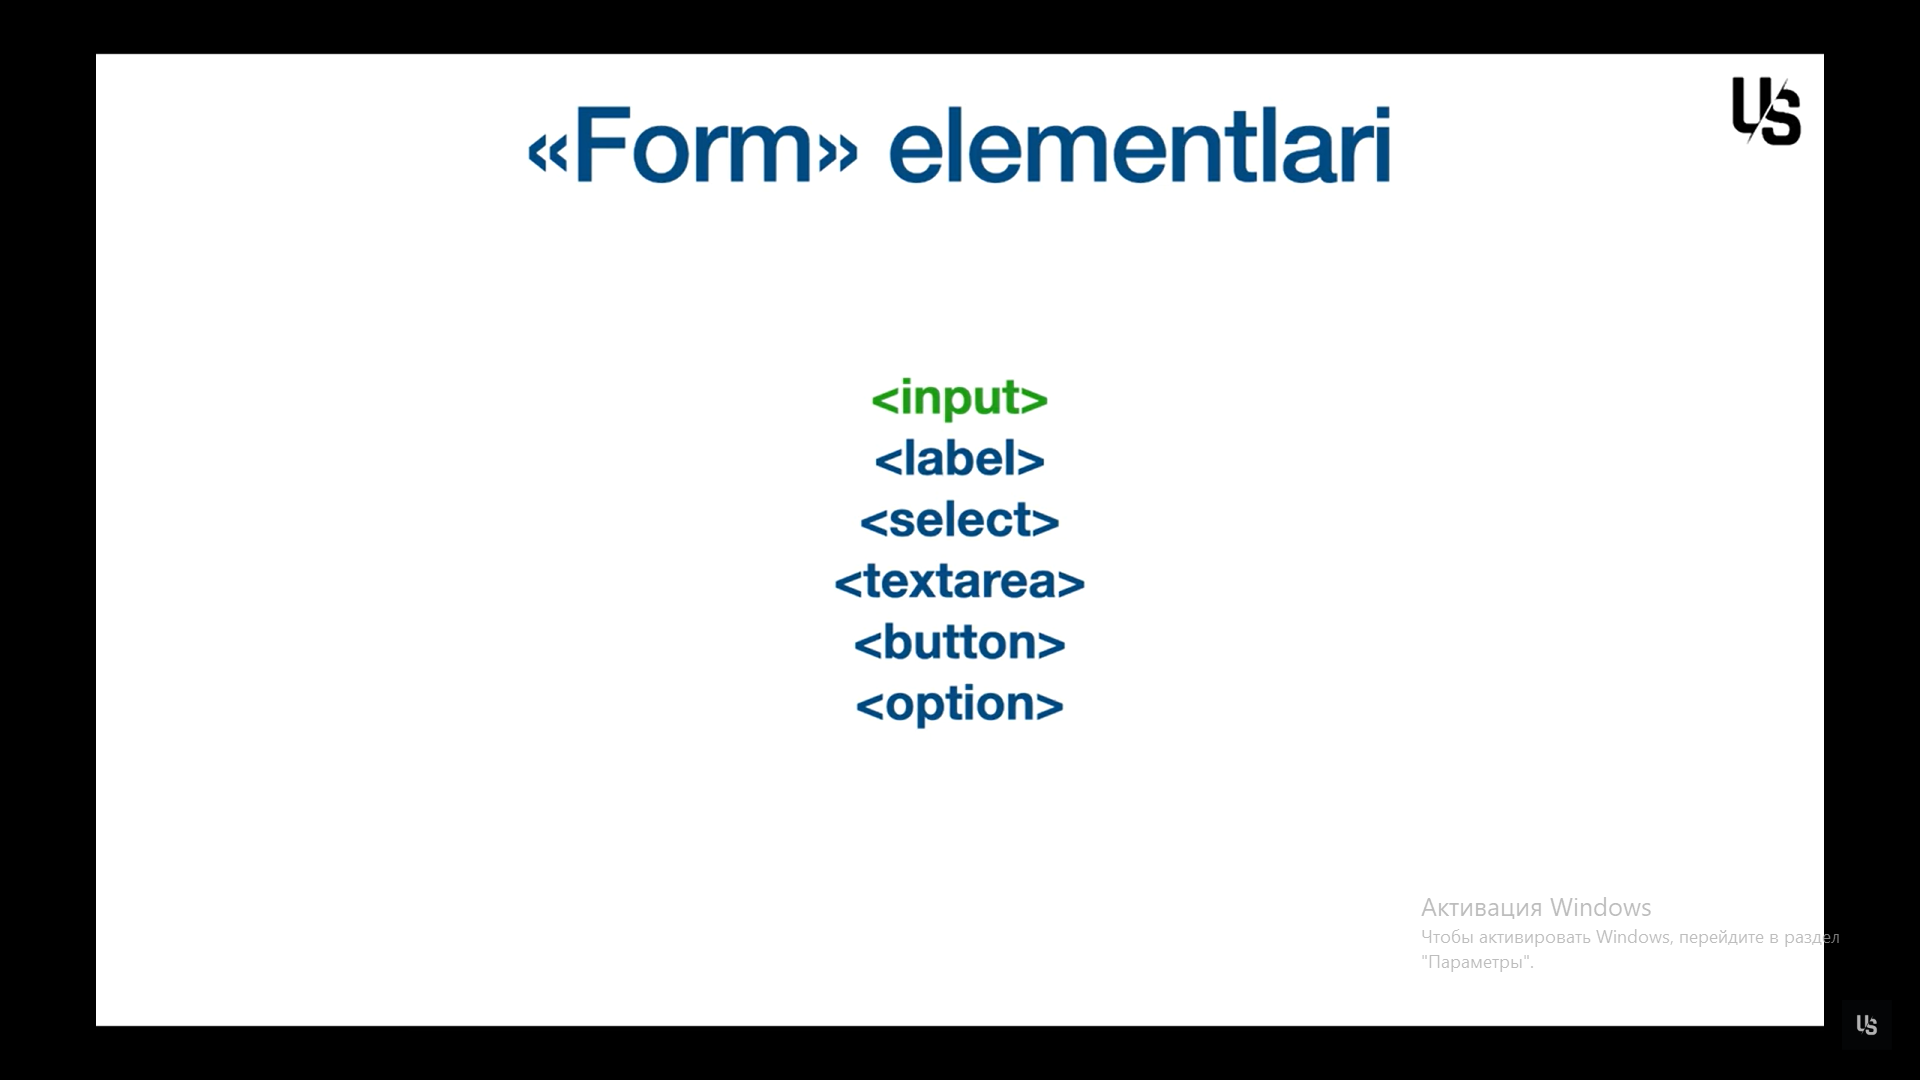 US
«Form» elementlari
<input>
<label>
<select>
<textarea>
<button>
<option>
Активация Windows
Чтобы активировать Windows, перейдите в раздел
"Параметры".
US